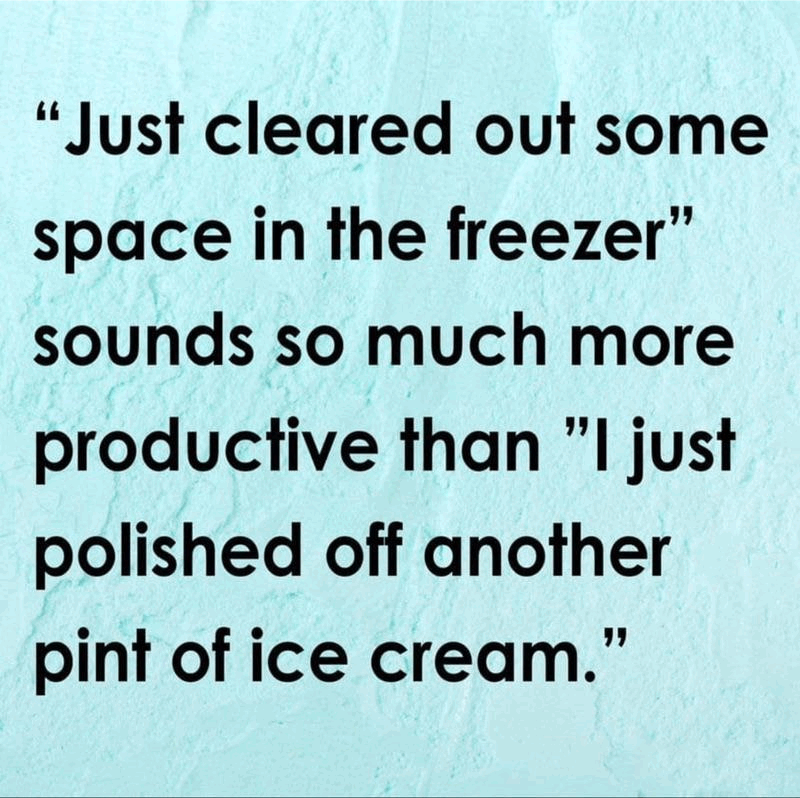 “Just cleared out some
space in the freezer”
sounds so much more
productive than ”I just
polished off another
pint of ice cream.”